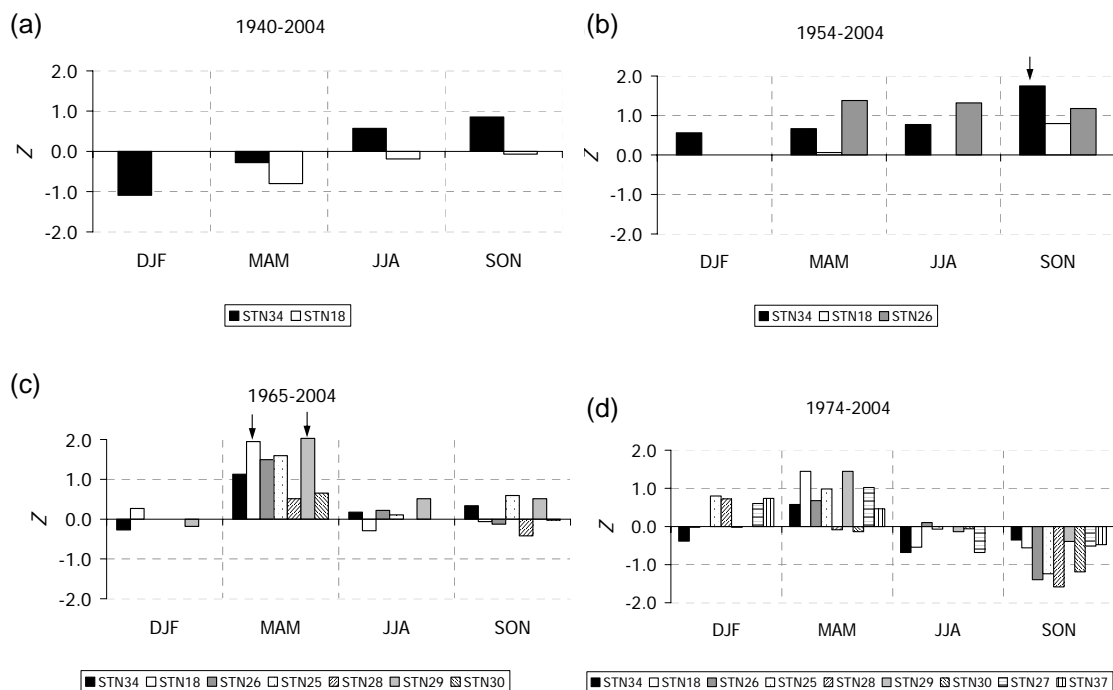 (a)
1940-2004
2.0
1.0
0.0
-1.0
-2.0
Z
DJF MAM JJA SON
STN34 STN18
(b)
1954-2004
2.0
1.0
0.0
-1.0
-2.0
Z
DJF MAM JJA SON
STN34 STN18 STN26
(c)
1965-2004
2.0
1.0
0.0
-1.0
-2.0
Z
DJF MAM JJA SON
STN34 STN18 STN26 STN25 STN28 STN29 STN30
(d)
1974-2004
2.0
1.0
0.0
-1.0
-2.0
Z
DJF MAM JJA SON
STN34 STN18 STN26 STN25 STN28 STN29 STN30 STN27 STN37